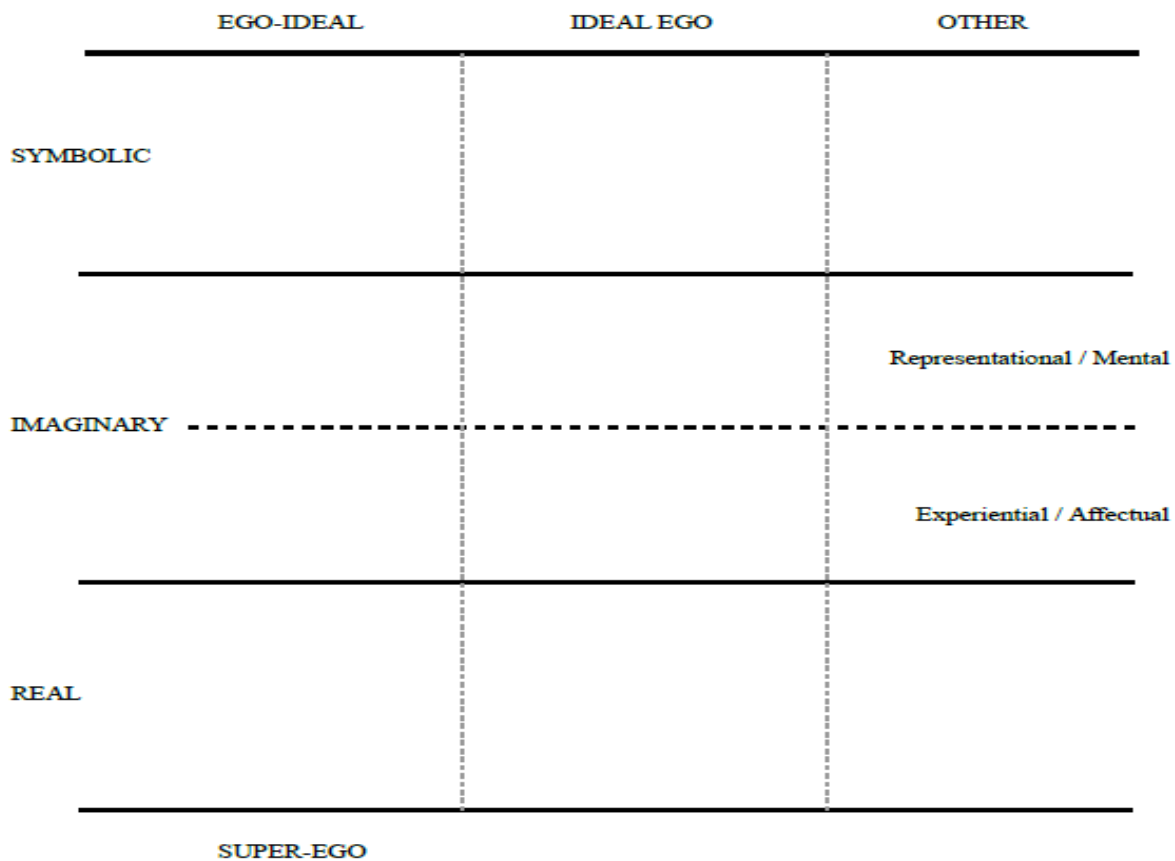 EGO-IDEAL IDEAL EGO OTHER
SYMBOLIC
Representational / Mental
IMAGINARY
Experiential / Affectual
REAL
SUPER-EGO